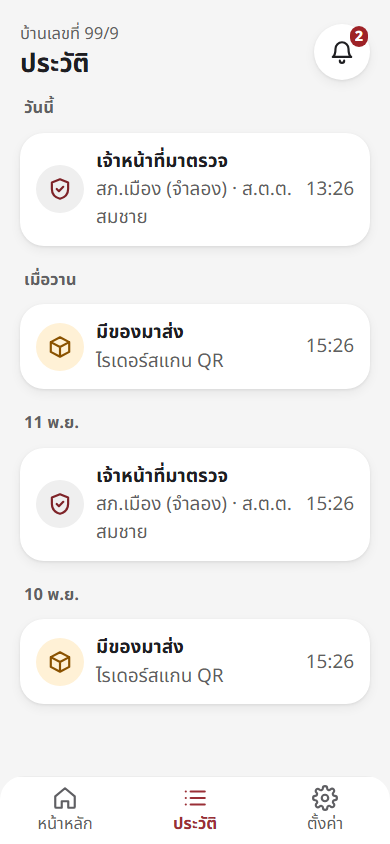 บ้านเลขที่ 99/9
ประวัติ
2
วันนี้
เจ้าหน้าที่มาตรวจ
สภ.เมือง (จำลอง) · ส.ต.ต. 13:26
สมชาย
เมื่อวาน
มีของมาส่ง
15:26
ไรเดอร์สแกน QR
11 พ.ย.
เจ้าหน้าที่มาตรวจ
สภ.เมือง (จำลอง) · ส.ต.ต. 15:26
สมชาย
10 พ.ย.
มีของมาส่ง
15:26
ไรเดอร์สแกน QR
หน้าหลัก ประวัติ ตั้งค่า